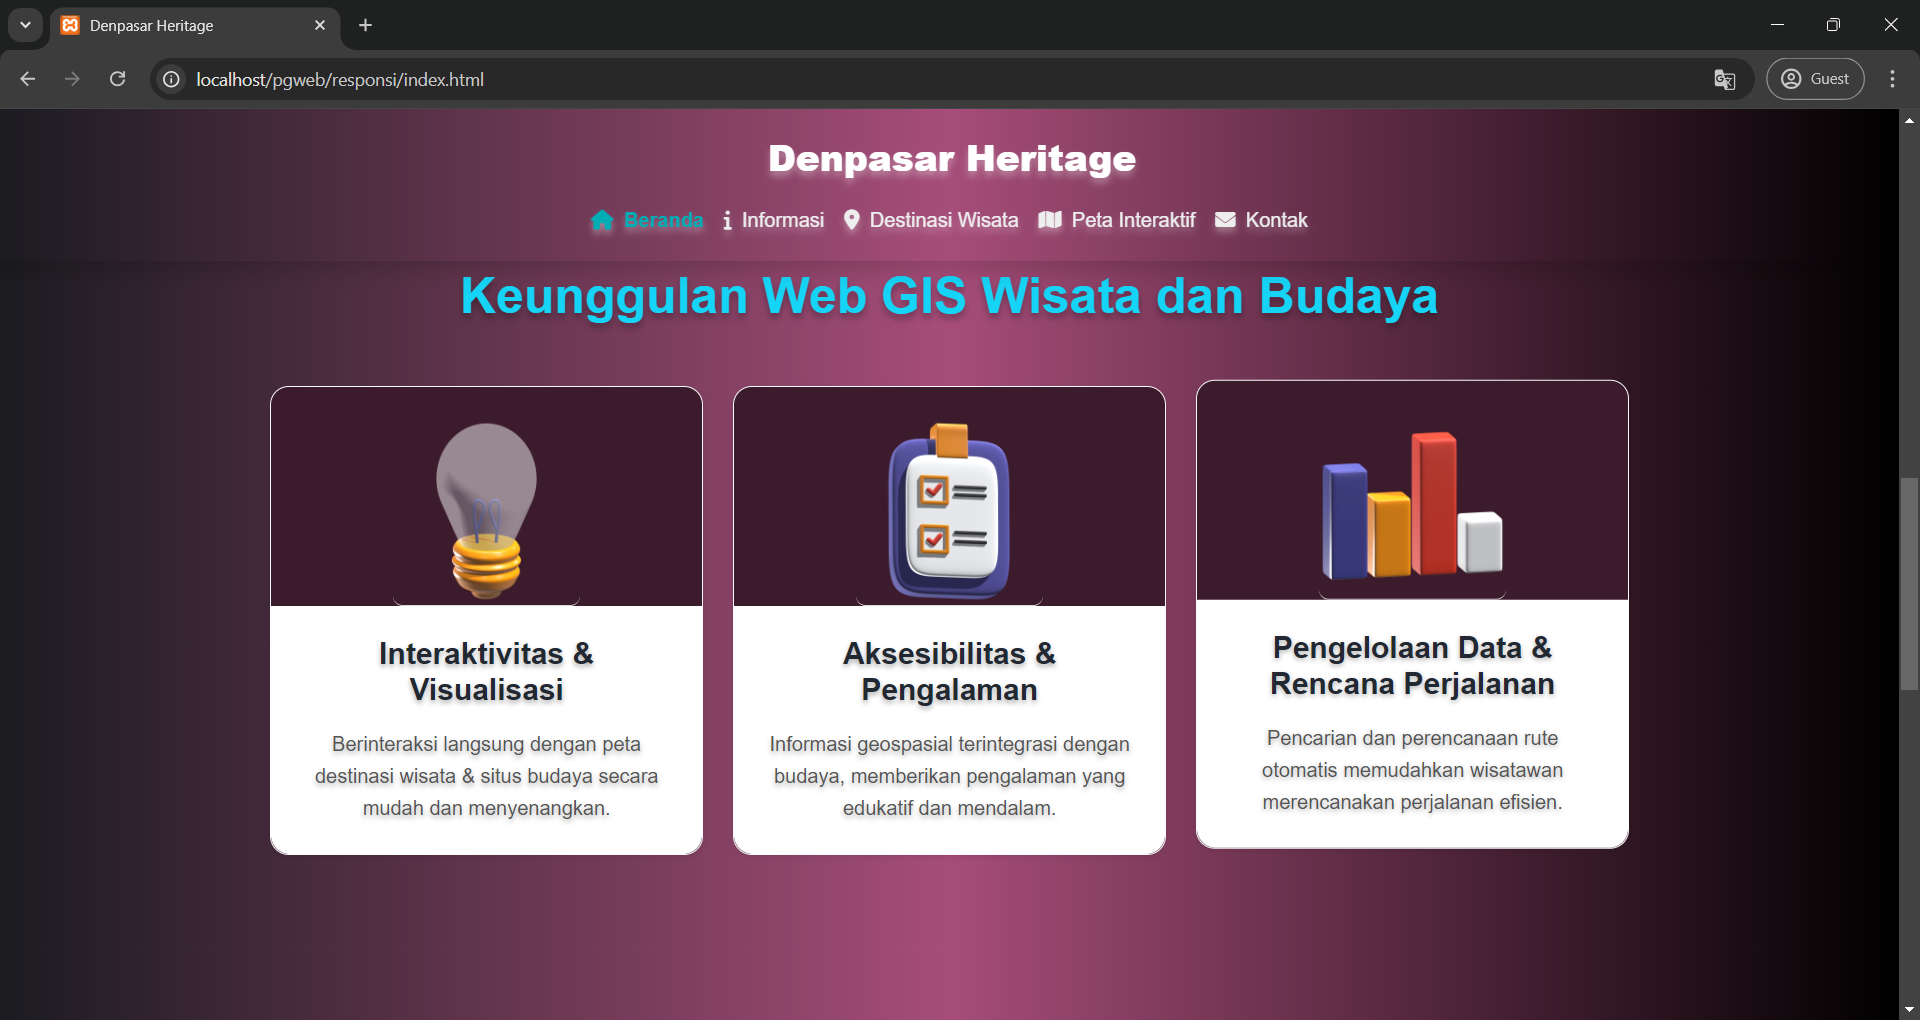 Denpasar Heritage
localhost/pgweb/responsi/index.html
Guest
Denpasar Heritage
Beranda Informasi Destinasi Wisata Peta Interaktif Kontak
Keunggulan Web GIS Wisata dan Budaya
Interaktivitas &
Visualisasi
Berinteraksi langsung dengan peta
destinasi wisata & situs budaya secara
mudah dan menyenangkan.
Aksesibilitas &
Pengalaman
Informasi geospasial terintegrasi dengan
budaya, memberikan pengalaman yang
edukatif dan mendalam.
Pengelolaan Data &
Rencana Perjalanan
Pencarian dan perencanaan rute
otomatis memudahkan wisatawan
merencanakan perjalanan efisien.